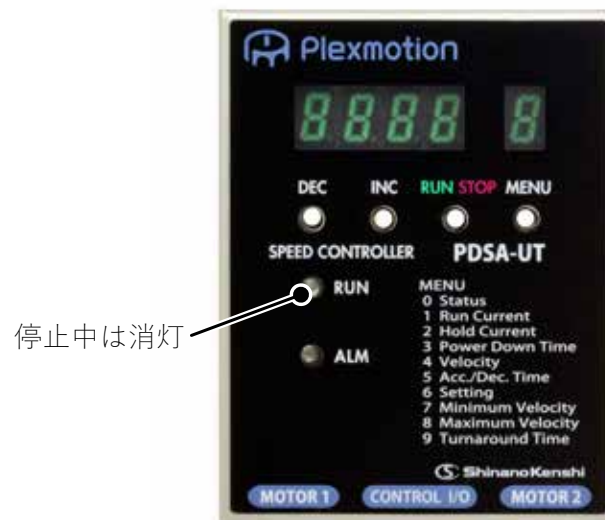 Plexmotion
8888 8
DEC INC RUN STOP MENU
SPEED CONTROLLER PDSA-UT
停止中は消灯
RUN
ALM
MENU
0 Status
1 Run Current
2 Hold Current
3 Power Down Time
4 Velocity
5 Acc./Dec. Time
6 Setting
7 Minimum Velocity
8 Maximum Velocity
9 Turnaround Time
ShinanoKenshi
MOTOR 1 CONTROL I/O MOTOR 2